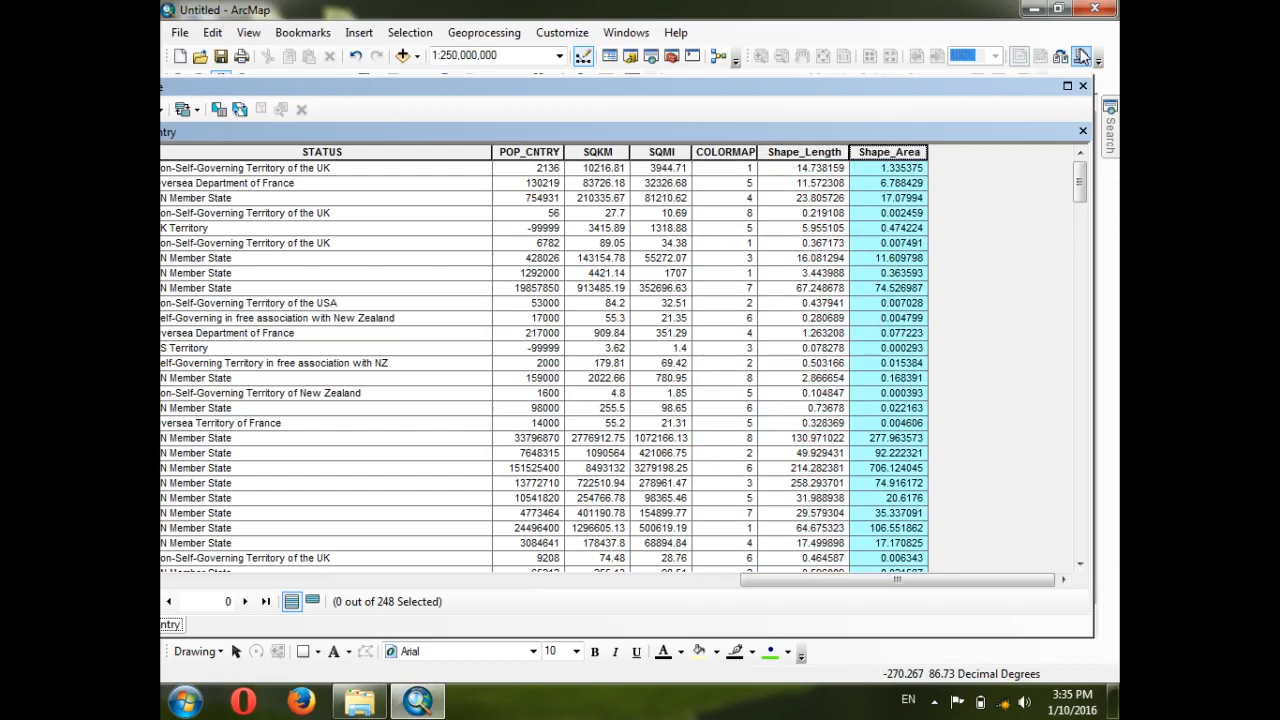 Untitled - ArcMap
File Edit View Bookmarks Insert Selection Geoprocessing Customize Windows Help
1:250,000,000
Search
ntry
STATUS POP_CNTRY SQKM SQMI COLORMAP Shape_Length Shape_Area
on-Self-Governing Territory of the UK 2136 10216.81 3944.71 1 14.738159 1.335375
versea Department of France 130219 83726.18 32326.68 5 11.572308 6.788429
N Member State 754931 210335.67 81210.62 4 23.805726 17.07994
on-Self-Governing Territory of the UK 56 27.7 10.69 8 0.219108 0.002459
K Territory -99999 3415.89 1318.88 5 5.955105 0.474224
on-Self-Governing Territory of the UK 6782 89.05 34.38 1 0.367173 0.007491
N Member State 428026 143154.78 55272.07 3 16.081294 11.609798
N Member State 1292000 4421.14 1707 1 3.443988 0.363593
N Member State 19857850 913485.19 352696.63 7 67.248678 74.526987
on-Self-Governing Territory of the USA 53000 84.2 32.51 2 0.437941 0.007028
elf-Governing in free association with New Zealand 17000 55.3 21.35 6 0.280689 0.004799
versea Department of France 217000 909.84 351.29 4 1.263208 0.077223
S Territory -99999 3.62 1.4 3 0.078278 0.000293
elf-Governing Territory in free association with NZ 2000 179.81 69.42 2 0.503166 0.015384
N Member State 159000 2022.66 780.95 8 2.866654 0.168391
on-Self-Governing Territory of New Zealand 1600 4.8 1.85 5 0.104847 0.000393
N Member State 98000 255.5 98.65 6 0.73678 0.022163
versea Territory of France 14000 55.2 21.31 5 0.328369 0.004606
N Member State 33796870 2776912.75 1072166.13 8 130.971022 277.963573
N Member State 7648315 1090564 421066.75 2 49.929431 92.222321
N Member State 151525400 8493132 3279198.25 6 214.282381 706.124045
N Member State 13772710 722510.94 278961.47 3 258.293701 74.916172
N Member State 10541820 254766.78 98365.46 5 31.988938 20.6176
N Member State 4773464 401190.78 154899.77 7 29.579304 35.337091
N Member State 24496400 1296605.13 500619.19 1 64.675323 106.551862
N Member State 3084641 178437.8 68894.84 4 17.499898 17.170825
on-Self-Governing Territory of the UK 9208 74.48 28.76 6 0.464587 0.006343
N Member State
0 (0 out of 248 Selected)
ntry
Drawing Arial 10 B I U A
-270.267 86.73 Decimal Degrees
EN 3:35 PM
1/10/2016